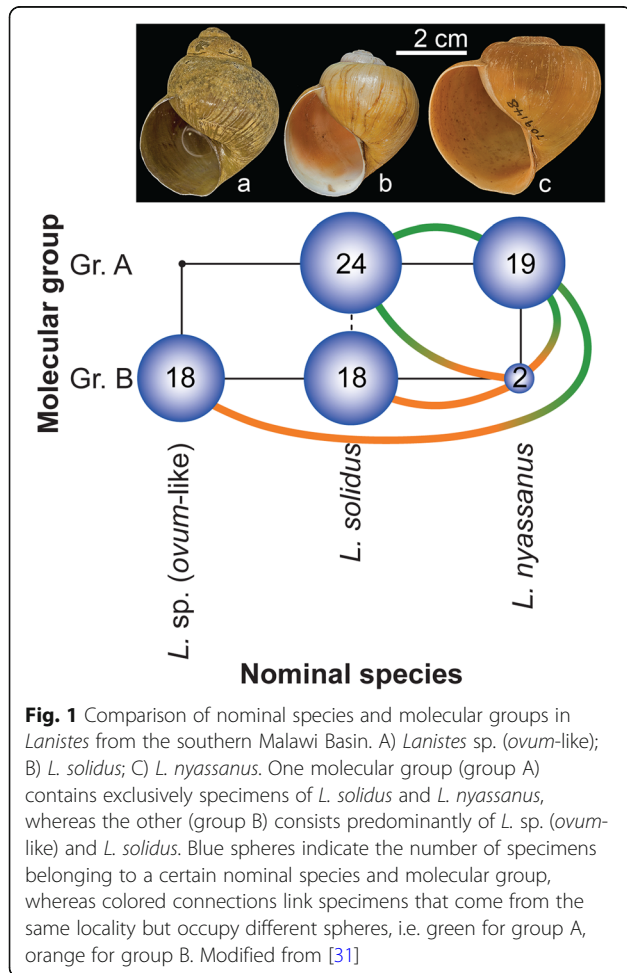 2 cm
709148
a
b
c
Molecular group
Gr. A
24
19
Gr. B
18
18
2
L. sp. (ovum-like)
L. solidus
L. nyassanus
Nominal species
Fig. 1 Comparison of nominal species and molecular groups in
Lanistes from the southern Malawi Basin. A) Lanistes sp. (ovum-like);
B) L. solidus; C) L. nyassanus. One molecular group (group A)
contains exclusively specimens of L. solidus and L. nyassanus,
whereas the other (group B) consists predominantly of L. sp. (ovum-
like) and L. solidus. Blue spheres indicate the number of specimens
belonging to a certain nominal species and molecular group,
whereas colored connections link specimens that come from the
same locality but occupy different spheres, i.e. green for group A,
orange for group B. Modified from [31]